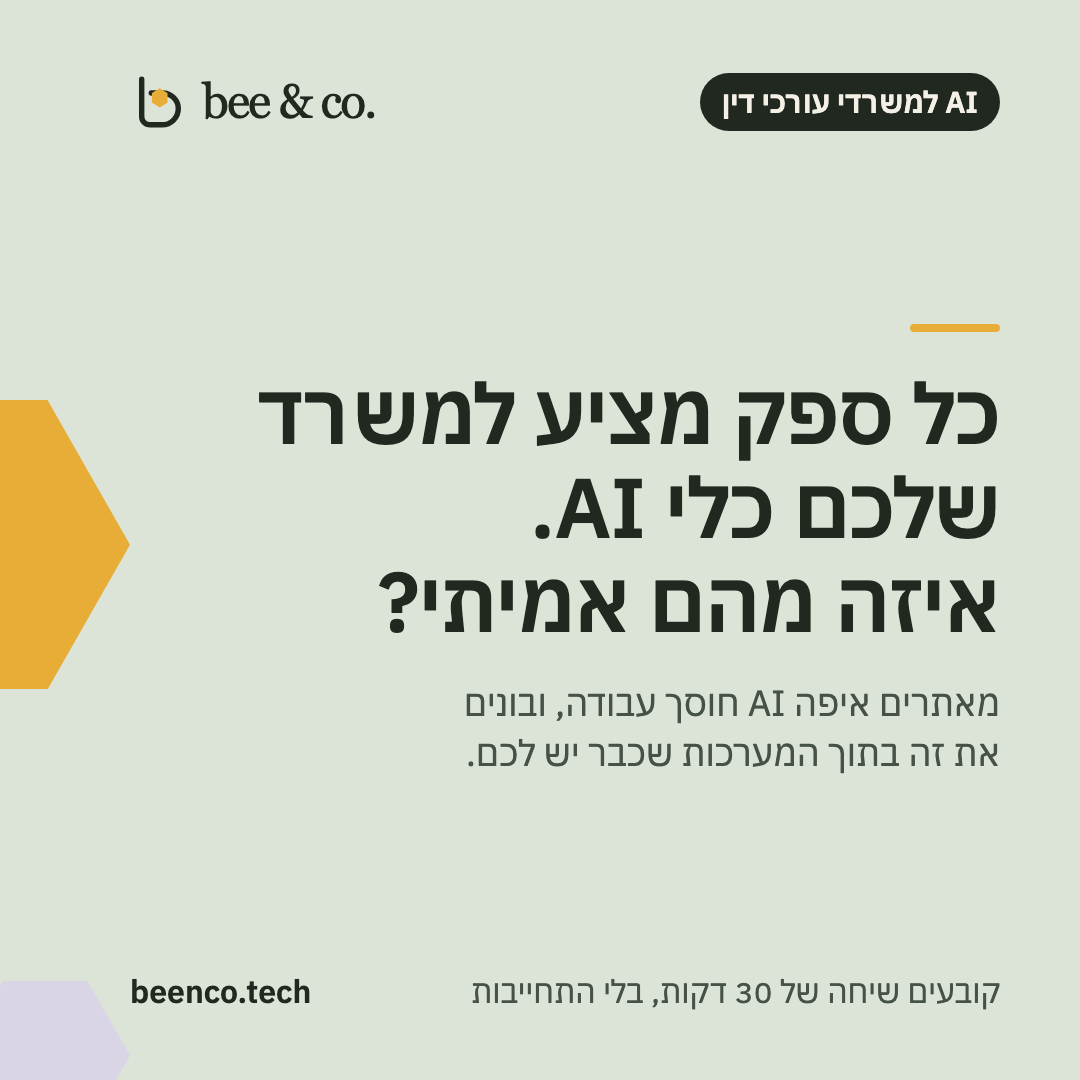 AI למשרדי עורכי דין
bee & co.
כל ספק מציע למשרד
שלכם כלי AI.
איזה מהם אמיתי?
מאתרים איפה AI חוסך עבודה, ובונים
את זה בתוך המערכות שכבר יש לכם.
קובעים שיחה של 30 דקות, בלי התחייבות
beenco.tech